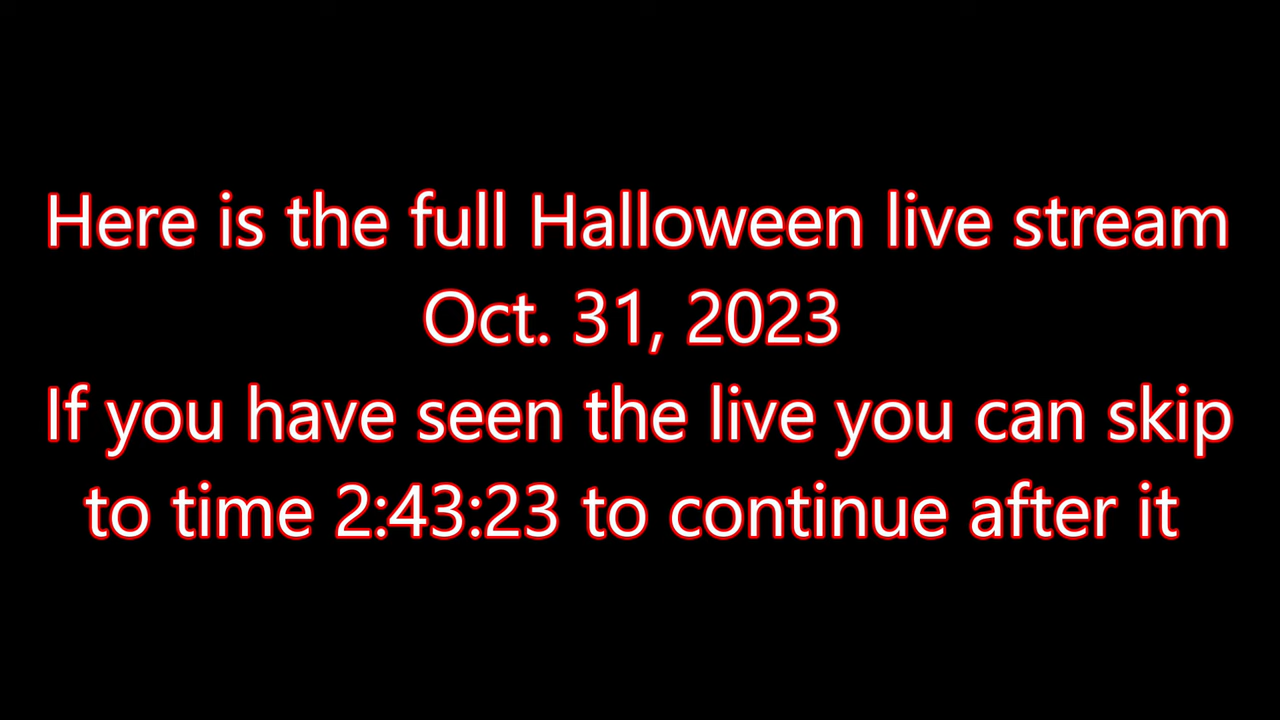 Here is the full Halloween live stream
Oct. 31, 2023
If you have seen the live you can skip
to time 2:43:23 to continue after it